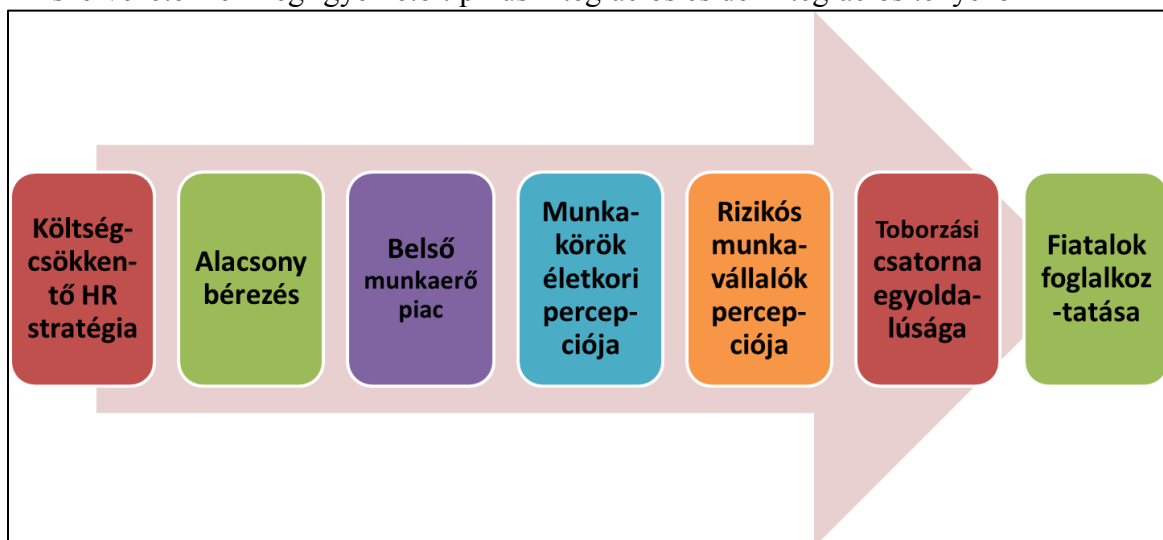 Költség-
csökken-
tő HR
stratégia
Alacsony
bérezés
Belső
munkaerő
piac
Munka-
körök
életkori
percep-
ciója
Rizikós
munka-
vállalók
percep-
ciója
Toborzási
csatorna
egyolda-
lúsága
Fiatalok
foglalkoz
-tatása